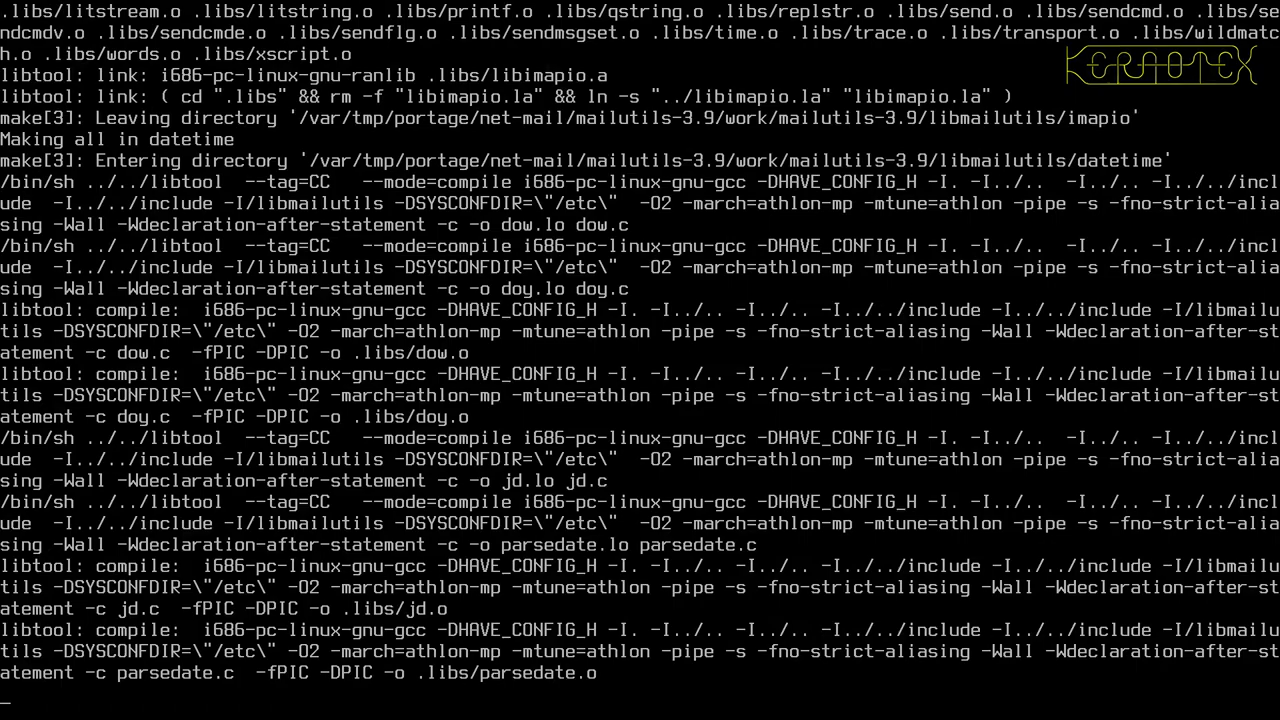 .libs/litstream.o .libs/litstring.o .libs/printf.o .libs/qstring.o .libs/replstr.o .libs/send.o .libs/sendcmd.o .libs/se
ndcmdv.o .libs/sendcmde.o .libs/sendflg.o .libs/sendmsgset.o .libs/time.o .libs/trace.o .libs/transport.o .libs/wildmatc
h.o .libs/words.o .libs/xscript.o
KERNOTEX
libtool: link: i686-pc-linux-gnu-ranlib .libs/libimapio.a
libtool: link: ( cd ".libs" && rm -f "libimapio.la" && ln -s "../libimapio.la" "libimapio.la" )
make[3]: Leaving directory '/var/tmp/portage/net-mail/mailutils-3.9/work/mailutils-3.9/libmailutils/imapio'
Making all in datetime
make[3]: Entering directory '/var/tmp/portage/net-mail/mailutils-3.9/work/mailutils-3.9/libmailutils/datetime'
/bin/sh ../../libtool  --tag=CC   --mode=compile i686-pc-linux-gnu-gcc -DHAVE_CONFIG_H -I. -I../..  -I../.. -I../../incl
ude  -I../../include -I/libmailutils -DSYSCONFDIR=\"/etc\"  -O2 -march=athlon-mp -mtune=athlon -pipe -s -fno-strict-alia
sing -Wall -Wdeclaration-after-statement -c -o dow.lo dow.c
/bin/sh ../../libtool  --tag=CC   --mode=compile i686-pc-linux-gnu-gcc -DHAVE_CONFIG_H -I. -I../..  -I../.. -I../../incl
ude  -I../../include -I/libmailutils -DSYSCONFDIR=\"/etc\"  -O2 -march=athlon-mp -mtune=athlon -pipe -s -fno-strict-alia
sing -Wall -Wdeclaration-after-statement -c -o doy.lo doy.c
libtool: compile:  i686-pc-linux-gnu-gcc -DHAVE_CONFIG_H -I. -I../.. -I../.. -I../../include -I../../include -I/libmailu
tils -DSYSCONFDIR=\"/etc\" -O2 -march=athlon-mp -mtune=athlon -pipe -s -fno-strict-aliasing -Wall -Wdeclaration-after-st
atement -c dow.c  -fPIC -DPIC -o .libs/dow.o
libtool: compile:  i686-pc-linux-gnu-gcc -DHAVE_CONFIG_H -I. -I../.. -I../.. -I../../include -I../../include -I/libmailu
tils -DSYSCONFDIR=\"/etc\" -O2 -march=athlon-mp -mtune=athlon -pipe -s -fno-strict-aliasing -Wall -Wdeclaration-after-st
atement -c doy.c  -fPIC -DPIC -o .libs/doy.o
/bin/sh ../../libtool  --tag=CC   --mode=compile i686-pc-linux-gnu-gcc -DHAVE_CONFIG_H -I. -I../..  -I../.. -I../../incl
ude  -I../../include -I/libmailutils -DSYSCONFDIR=\"/etc\"  -O2 -march=athlon-mp -mtune=athlon -pipe -s -fno-strict-alia
sing -Wall -Wdeclaration-after-statement -c -o jd.lo jd.c
/bin/sh ../../libtool  --tag=CC   --mode=compile i686-pc-linux-gnu-gcc -DHAVE_CONFIG_H -I. -I../..  -I../.. -I../../incl
ude  -I../../include -I/libmailutils -DSYSCONFDIR=\"/etc\"  -O2 -march=athlon-mp -mtune=athlon -pipe -s -fno-strict-alia
sing -Wall -Wdeclaration-after-statement -c -o parsedate.lo parsedate.c
libtool: compile:  i686-pc-linux-gnu-gcc -DHAVE_CONFIG_H -I. -I../.. -I../.. -I../../include -I../../include -I/libmailu
tils -DSYSCONFDIR=\"/etc\" -O2 -march=athlon-mp -mtune=athlon -pipe -s -fno-strict-aliasing -Wall -Wdeclaration-after-st
atement -c jd.c  -fPIC -DPIC -o .libs/jd.o
libtool: compile:  i686-pc-linux-gnu-gcc -DHAVE_CONFIG_H -I. -I../.. -I../.. -I../../include -I../../include -I/libmailu
tils -DSYSCONFDIR=\"/etc\" -O2 -march=athlon-mp -mtune=athlon -pipe -s -fno-strict-aliasing -Wall -Wdeclaration-after-st
atement -c parsedate.c  -fPIC -DPIC -o .libs/parsedate.o
_